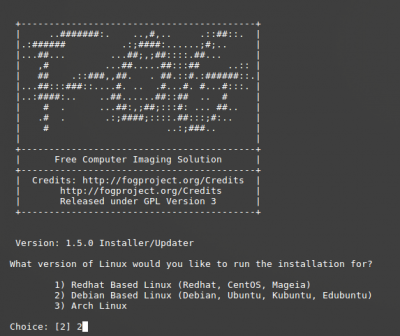 Free Computer Imaging Solution
Credits: http://fogproject.org/Credits
http://fogproject.org/Credits
Released under GPL Version 3
Version: 1.5.0 Installer/Updater
What version of Linux would you like to run the installation for?
1) Redhat Based Linux (Redhat, CentOS, Mageia)
2) Debian Based Linux (Debian, Ubuntu, Kubuntu, Edubuntu)
3) Arch Linux
Choice: [2] 2